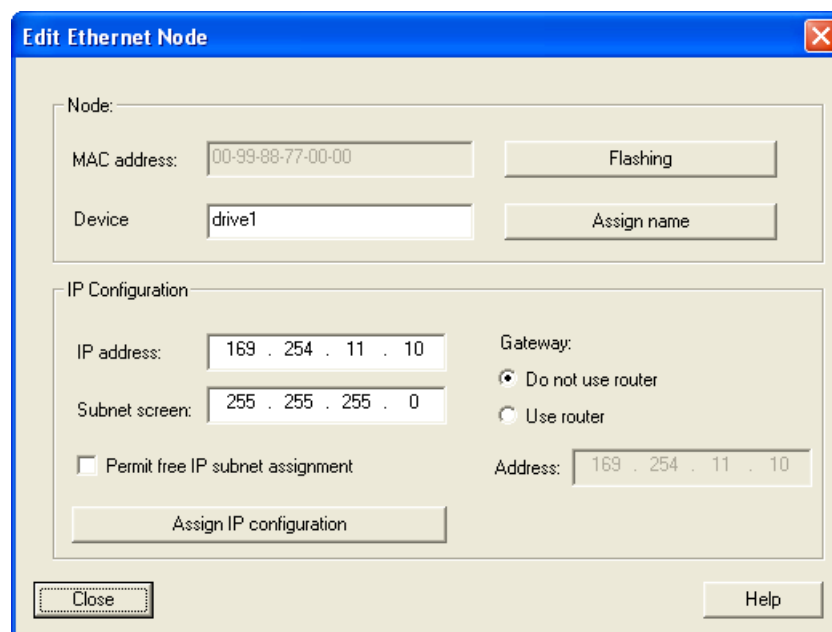 Edit Ethernet Node
Node:
MAC address: 00-99-88-77-00-00 Flashing
Device drive1 Assign name
IP Configuration
IP address: 169 . 254 . 11 . 10 Gateway:
Do not use router
Subnet screen: 255 . 255 . 255 . 0 Use router
Permit free IP subnet assignment Address: 169 . 254 . 11 . 10
Assign IP configuration
Close Help